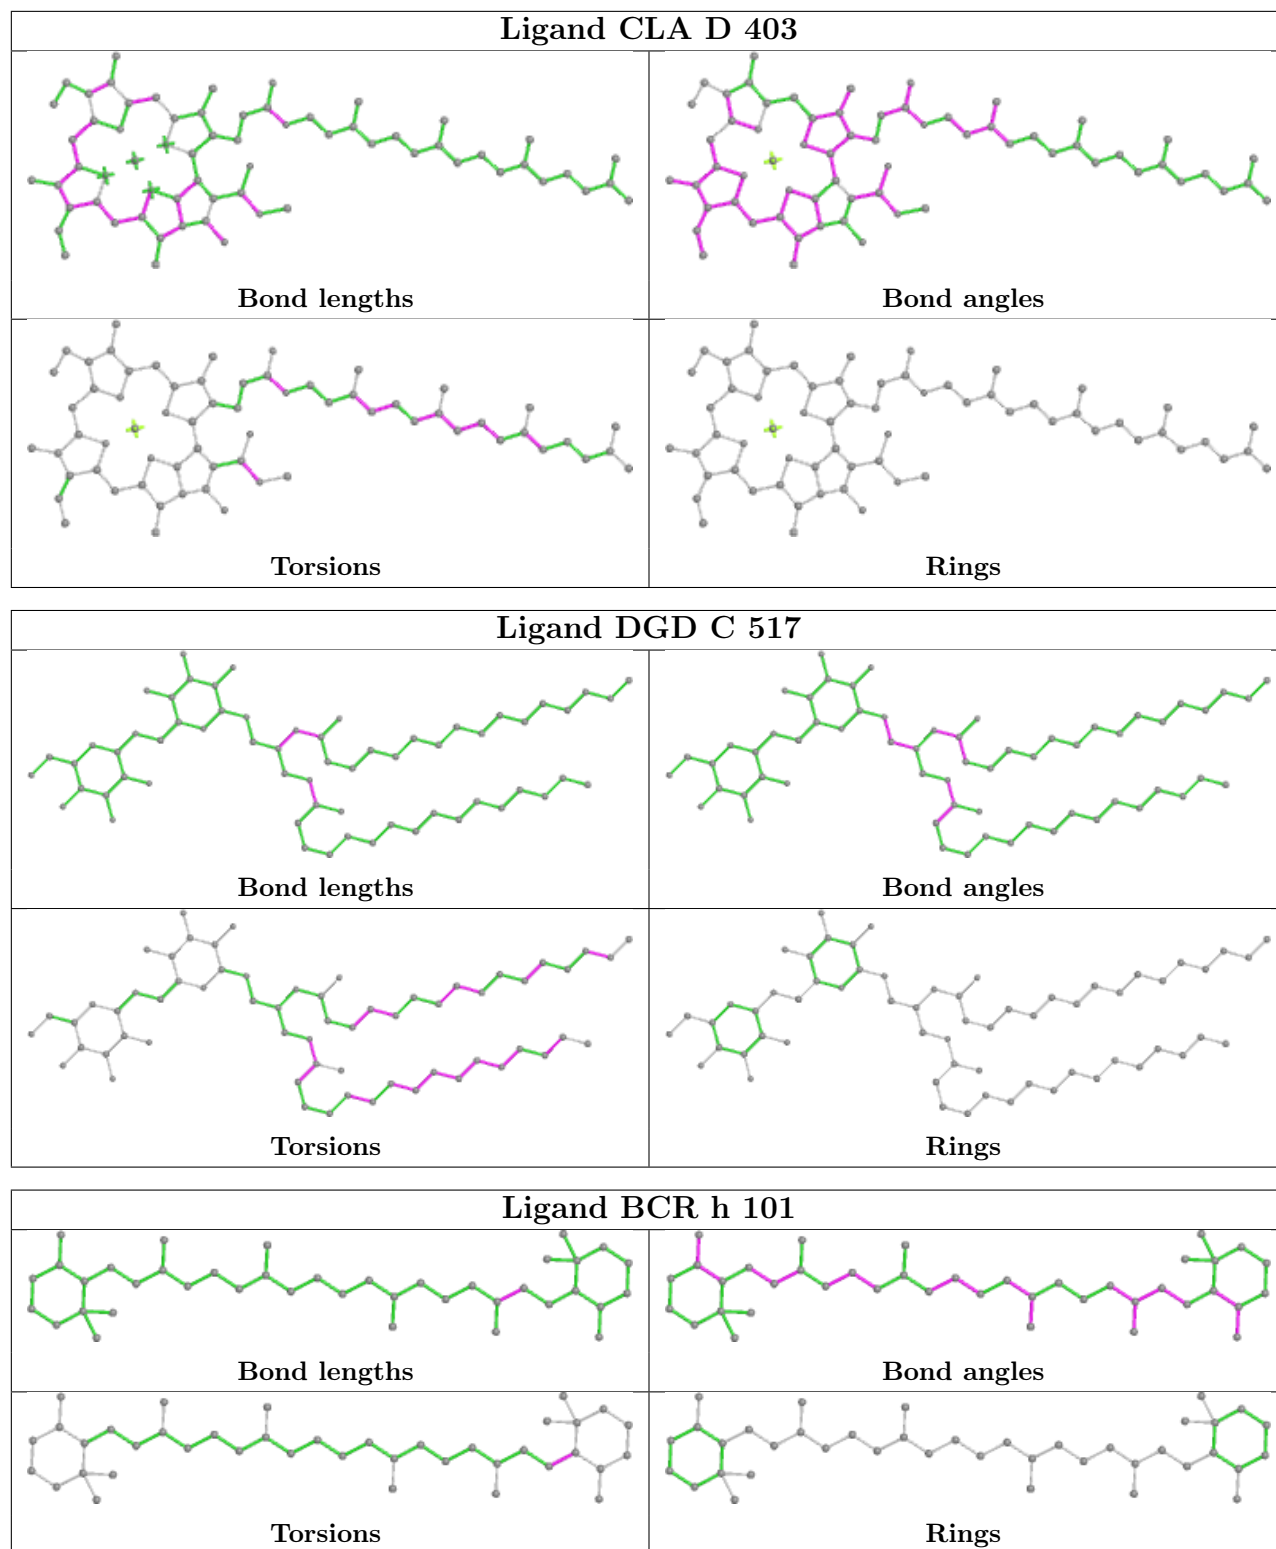 Ligand CLA D 403
Bond lengths
Bond angles
Torsions
Rings
Ligand DGD C 517
Bond lengths
Bond angles
Torsions
Rings
Ligand BCR h 101
Bond lengths
Bond angles
Torsions
Rings